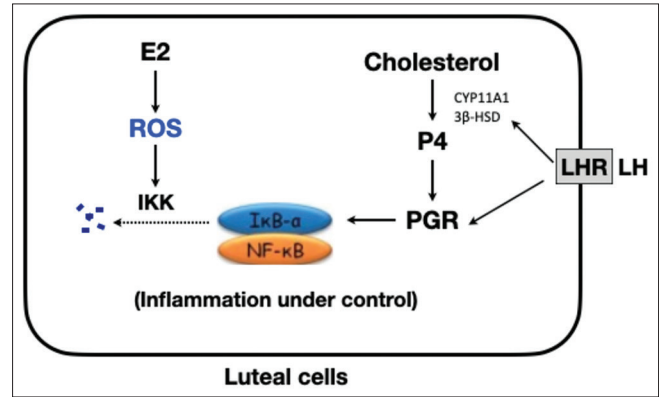 E2
Cholesterol
CYP11A1
3β-HSD
ROS
P4
LHR LH
IKK
IκB-α
PGR
NF-κB
(Inflammation under control)
Luteal cells